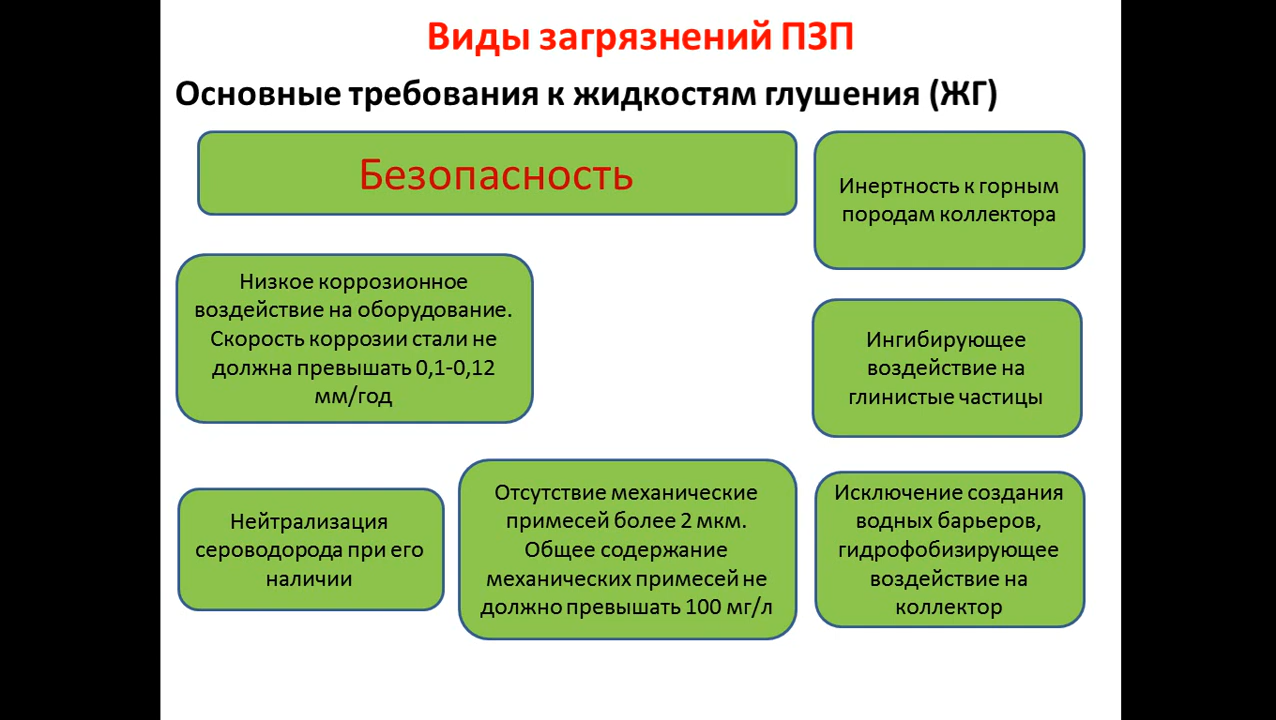 Виды загрязнений ПЗП
Основные требования к жидкостям глушения (ЖГ)
Безопасность
Инертность к горным
породам коллектора
Низкое коррозионное
воздействие на оборудование.
Скорость коррозии стали не
должна превышать 0,1-0,12
мм/год
Ингибирующее
воздействие на
глинистые частицы
Нейтрализация
сероводорода при его
наличии
Отсутствие механические
примесей более 2 мкм.
Общее содержание
механических примесей не
должно превышать 100 мг/л
Исключение создания
водных барьеров,
гидрофобизирующее
воздействие на
коллектор